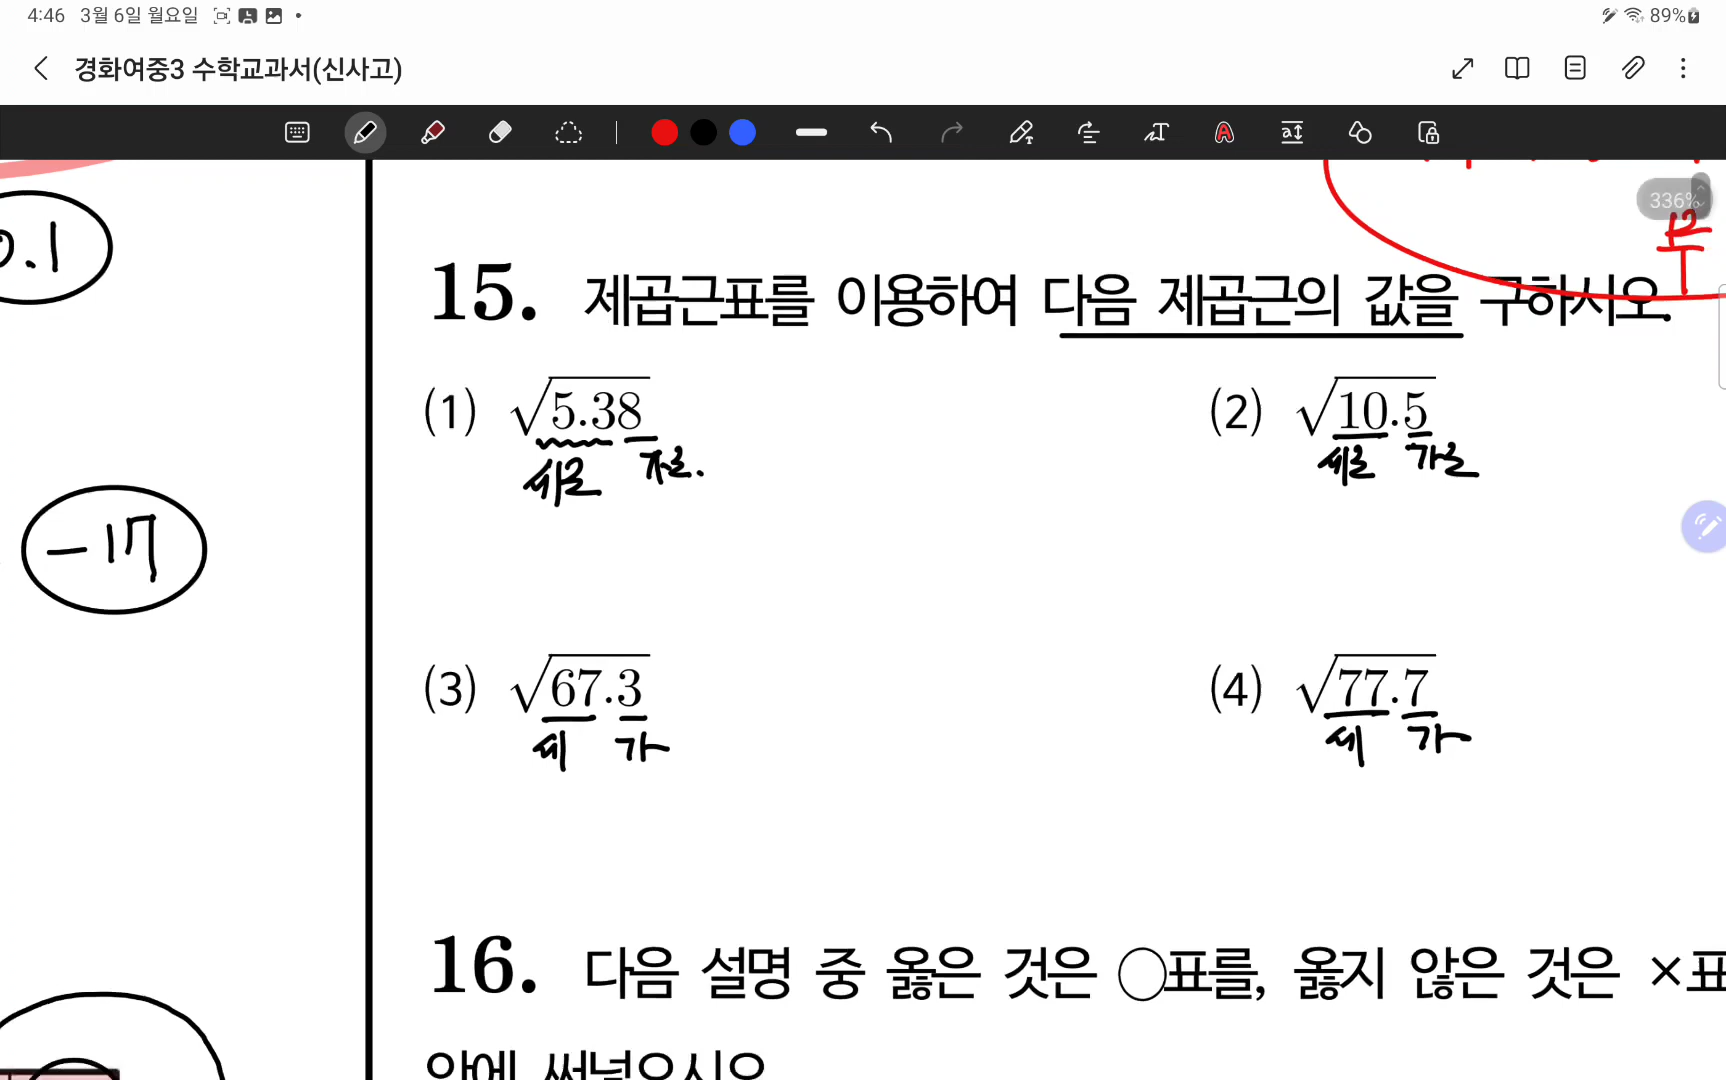 4:46 3월 6일 월요일
89%
경화여중3 수학교과서(신사고)
336%
0.1
부
15. 제곱근표를 이용하여 다음 제곱근의 값을 구하시오.
(1) √5.38 (2) √10.5
세로 가로. 세로 가로
-17
(3) √67.3 (4) √77.7
세 가 세 가
16. 다음 설명 중 옳은 것은 ○표를, 옳지 않은 것은 ×표
안에 써넣으시오